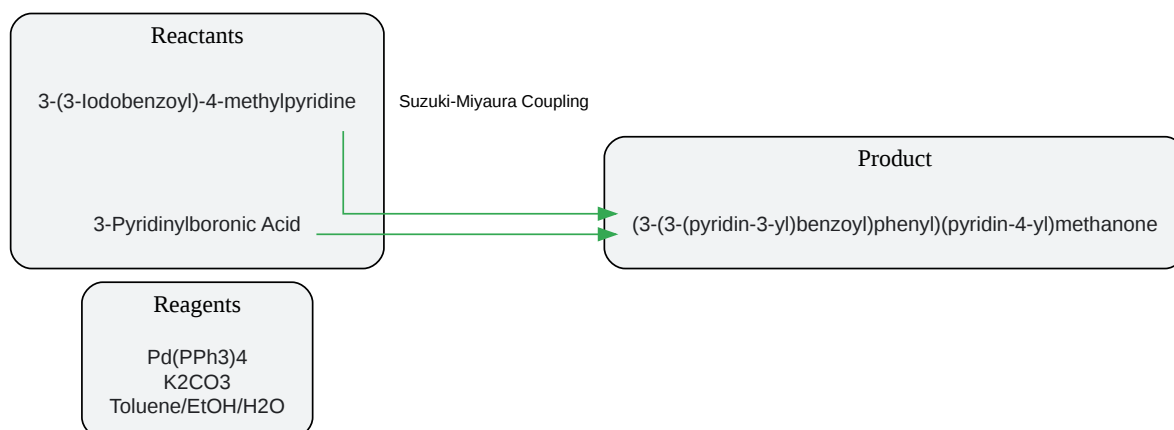 Reactants
3-(3-Iodobenzoyl)-4-methylpyridine
Suzuki-Miyaura Coupling
3-Pyridinylboronic Acid
Product
(3-(3-(pyridin-3-yl)benzoyl)phenyl)(pyridin-4-yl)methanone
Reagents
Pd(PPh3)4
K2CO3
Toluene/EtOH/H2O